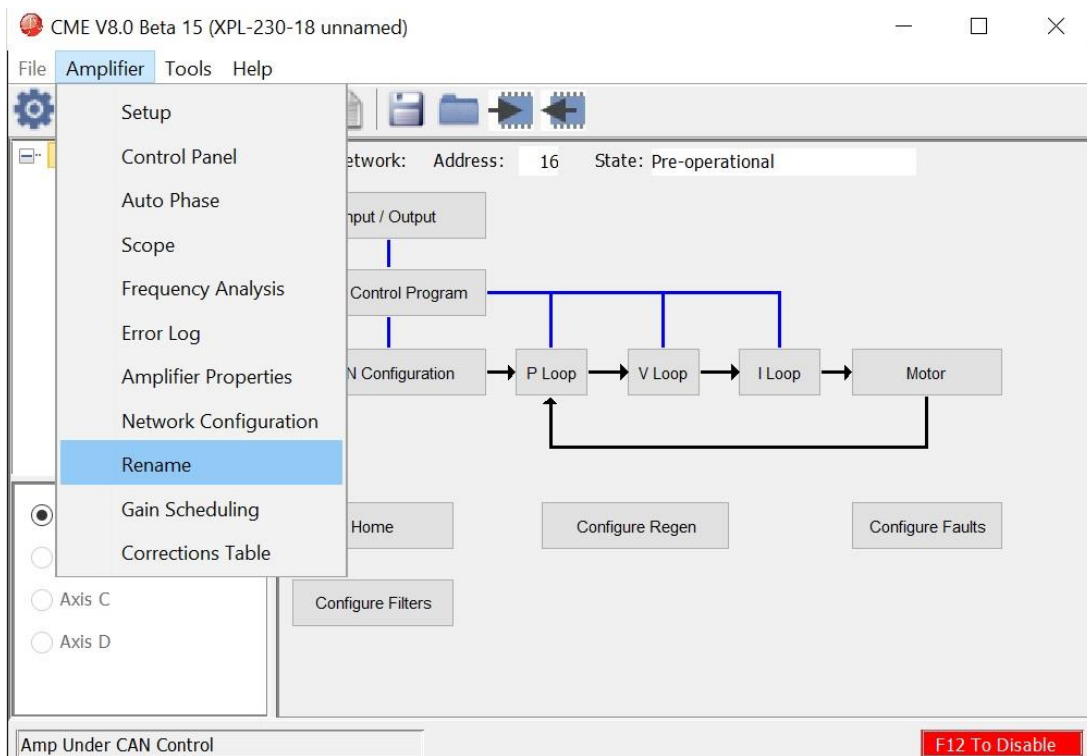 CME V8.0 Beta 15 (XPL-230-18 unnamed)
File Amplifier Tools Help
Setup
Control Panel
Auto Phase
Scope
Frequency Analysis
Error Log
Amplifier Properties
Network Configuration
Rename
Gain Scheduling
Corrections Table
Address: 16 State: Pre-operational
/ Output
Control Program
Configuration
P Loop
V Loop
I Loop
Motor
Home
Configure Regen
Configure Faults
Configure Filters
Axis C
Axis D
Amp Under CAN Control
F12 To Disable